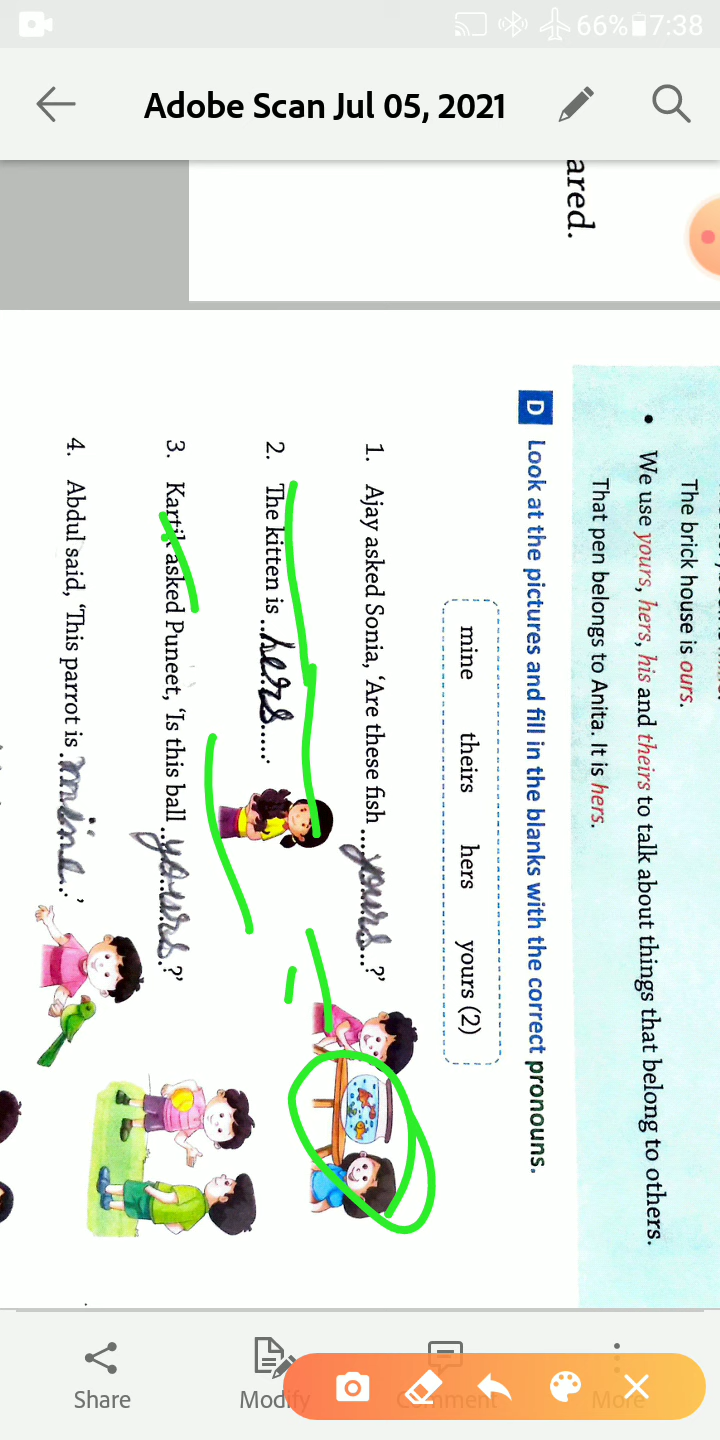 66% 7:38
Adobe Scan Jul 05, 2021
ared.
The brick house is ours.
• We use yours, hers, his and theirs to talk about things that belong to others.
That pen belongs to Anita. It is hers.
D Look at the pictures and fill in the blanks with the correct pronouns.
mine theirs hers yours (2)
1. Ajay asked Sonia, ‘Are these fish ....yours...?’
2. The kitten is ..hers.....
3. Kartik asked Puneet, ‘Is this ball ..yours.?’
4. Abdul said, ‘This parrot is .mine.’
Share
Modify
Comment
More